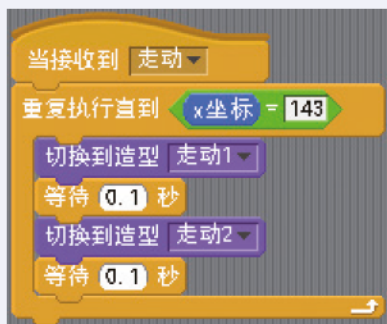 当接收到 走动
重复执行直到 x坐标 = 143
切换到造型 走动1
等待 0.1 秒
切换到造型 走动2
等待 0.1 秒